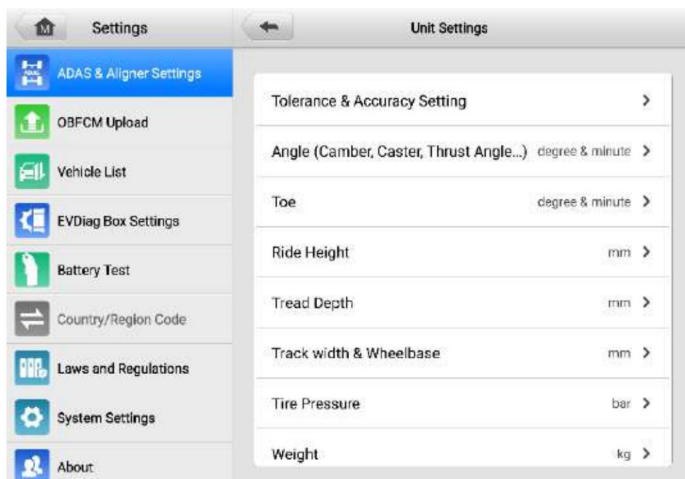 Settings
Unit Settings
ADAS & Aligner Settings
OBFCM Upload
Vehicle List
EVDiag Box Settings
Battery Test
Country/Region Code
Laws and Regulations
System Settings
About
Tolerance & Accuracy Setting
Angle (Camber, Caster, Thrust Angle...) degree & minute
Toe degree & minute
Ride Height mm
Tread Depth mm
Track width & Wheelbase mm
Tire Pressure bar
Weight kg